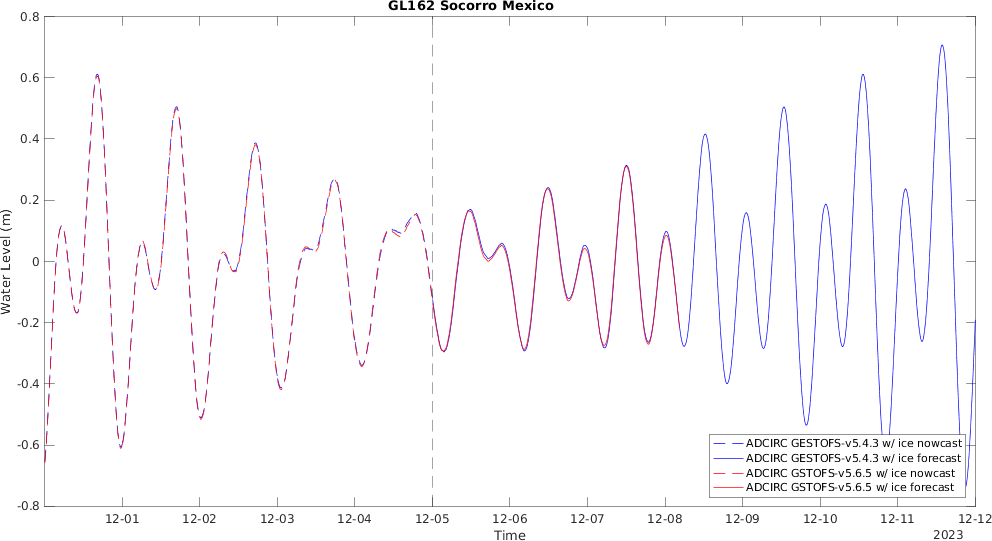 GL162 Socorro Mexico
0.8
0.6
0.4
0.2
0
-0.2
-0.4
-0.6
-0.8
Water Level (m)
12-01 12-02 12-03 12-04 12-05 12-06 12-07 12-08 12-09 12-10 12-11 12-12
Time
2023
ADCIRC GESTOFS-v5.4.3 w/ ice nowcast
ADCIRC GESTOFS-v5.4.3 w/ ice forecast
ADCIRC GSTOFS-v5.6.5 w/ ice nowcast
ADCIRC GSTOFS-v5.6.5 w/ ice forecast